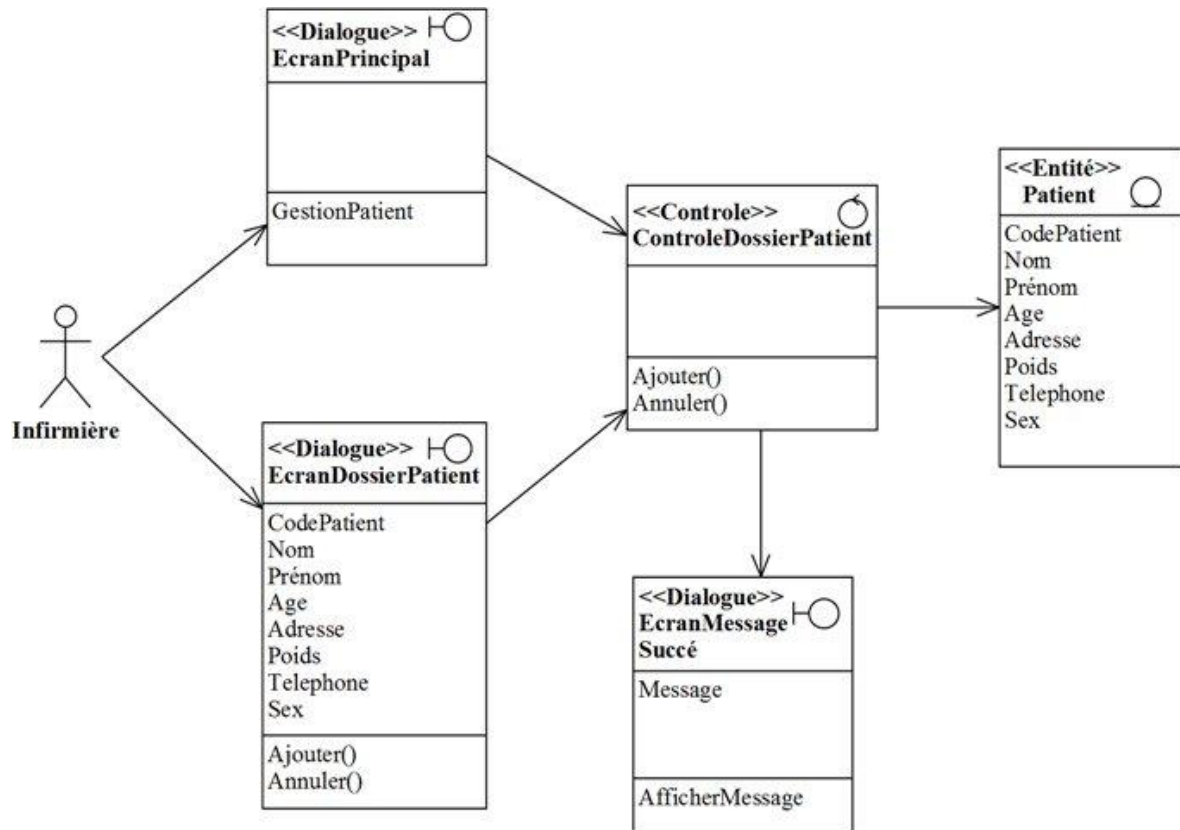 <<Dialogue>>
EcranPrincipal
GestionPatient
Infirmière
<<Dialogue>>
EcranDossierPatient
CodePatient
Nom
Prénom
Age
Adresse
Poids
Telephone
Sex
Ajouter()
Annuler()
<<Controle>>
ControleDossierPatient
Ajouter()
Annuler()
<<Entité>>
Patient
CodePatient
Nom
Prénom
Age
Adresse
Poids
Telephone
Sex
<<Dialogue>>
EcranMessage
Succé
Message
AfficherMessage